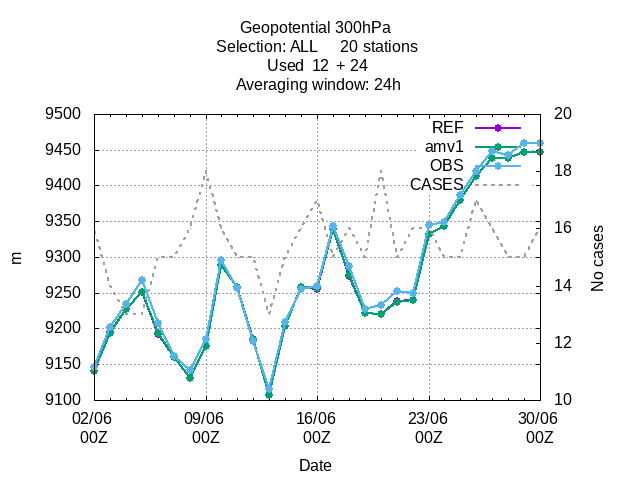 Geopotential 300hPa
Selection: ALL 20 stations
Used 12 + 24
Averaging window: 24h
9500
9450
9400
9350
9300
9250
9200
9150
9100
m
20
18
16
14
12
10
No cases
REF
amv1
OBS
CASES
02/06 09/06 16/06 23/06 30/06
00Z 00Z 00Z 00Z 00Z
Date